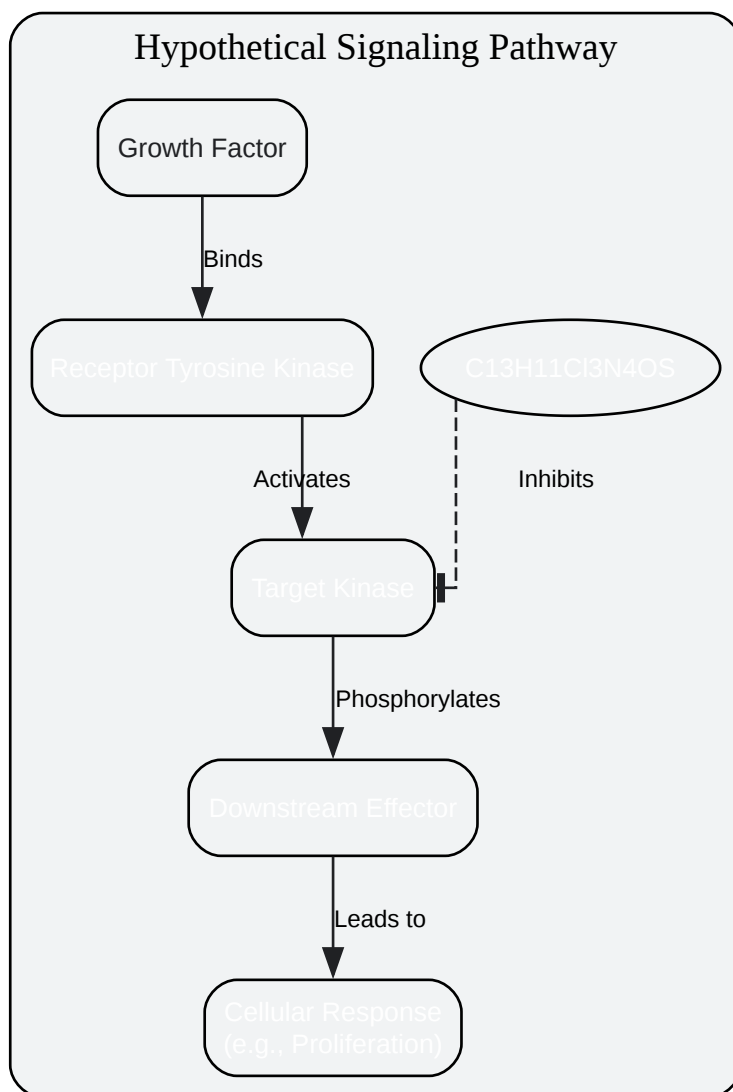 Hypothetical Signaling Pathway
Growth Factor
Binds
Receptor Tyrosine Kinase
C13H11Cl3N4OS
Activates
Inhibits
Target Kinase
Phosphorylates
Downstream Effector
Leads to
Cellular Response
(e.g., Proliferation)